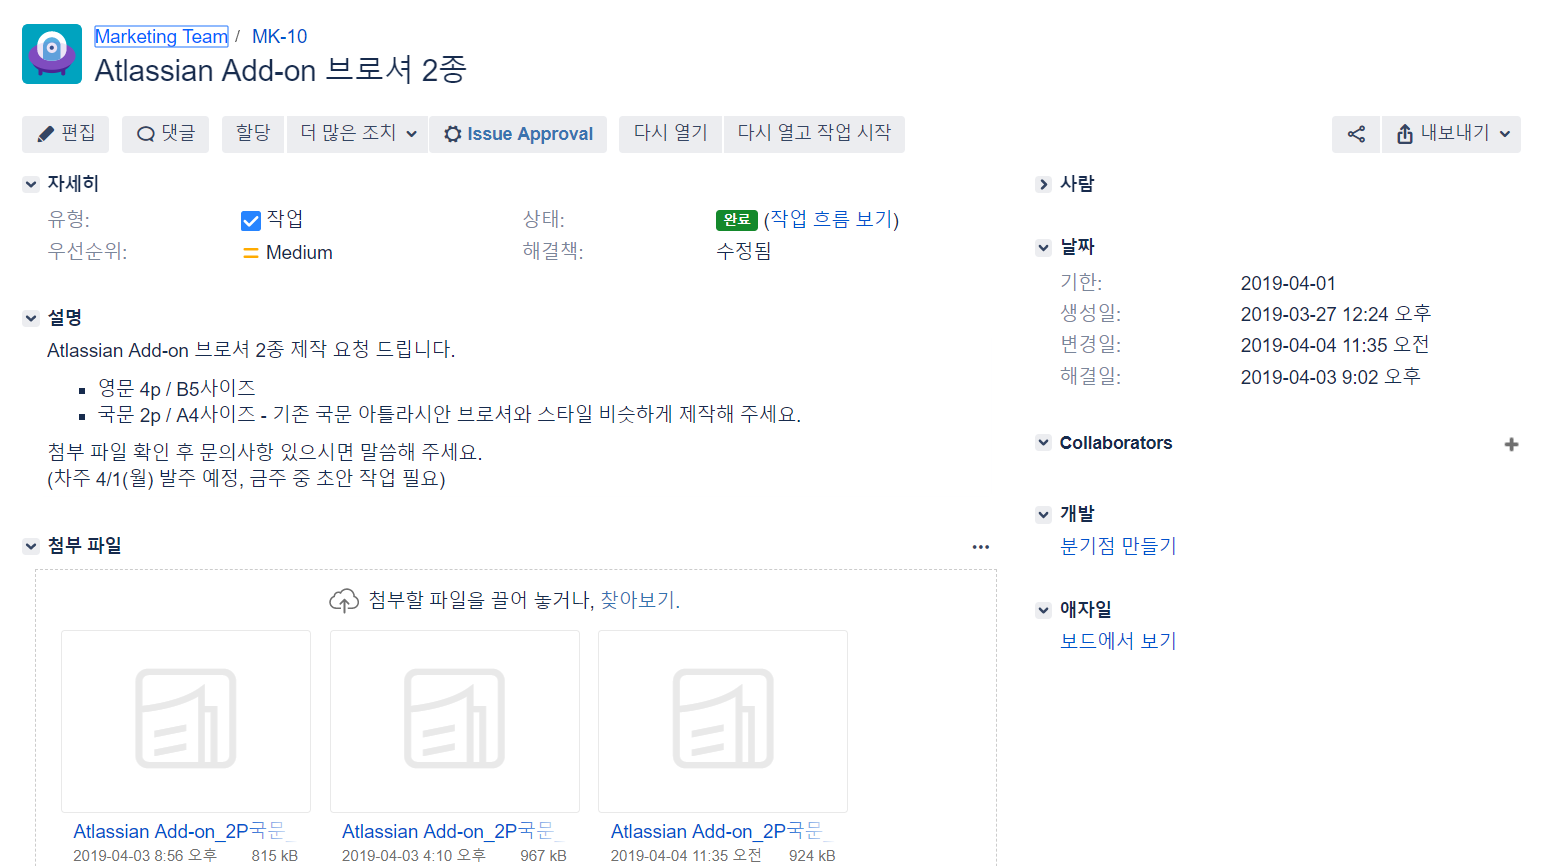 Marketing Team / MK-10
Atlassian Add-on 브로셔 2종
편집 댓글 할당 더 많은 조치 Issue Approval 다시 열기 다시 열고 작업 시작 내보내기
자세히
유형: 작업 상태: 완료 (작업 흐름 보기)
우선순위: Medium 해결책: 수정됨
설명
Atlassian Add-on 브로셔 2종 제작 요청 드립니다.
영문 4p / B5사이즈
국문 2p / A4사이즈 - 기존 국문 아틀라시안 브로셔와 스타일 비슷하게 제작해 주세요.
첨부 파일 확인 후 문의사항 있으시면 말씀해 주세요.
(차주 4/1(월) 발주 예정, 금주 중 초안 작업 필요)
첨부 파일
첨부할 파일을 끌어 놓거나, 찾아보기.
Atlassian Add-on_2P국문_ Atlassian Add-on_2P국문_ Atlassian Add-on_2P국문_
2019-04-03 8:56 오후 815 kB 2019-04-03 4:10 오후 967 kB 2019-04-04 11:35 오전 924 kB
사람
날짜
기한: 2019-04-01
생성일: 2019-03-27 12:24 오후
변경일: 2019-04-04 11:35 오전
해결일: 2019-04-03 9:02 오후
Collaborators
개발
분기점 만들기
애자일
보드에서 보기